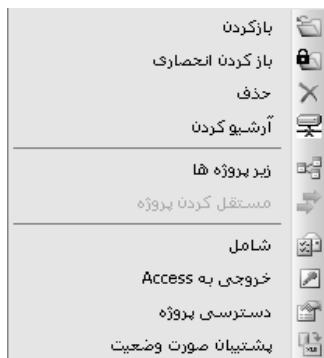 بازکردن
باز کردن انحصاری
حذف
آرشیو کردن
زیر پروژه ها
مستقل کردن پروژه
شامل
خروجی به Access
دسترسی پروژه
پشتیبان صورت وضعیت